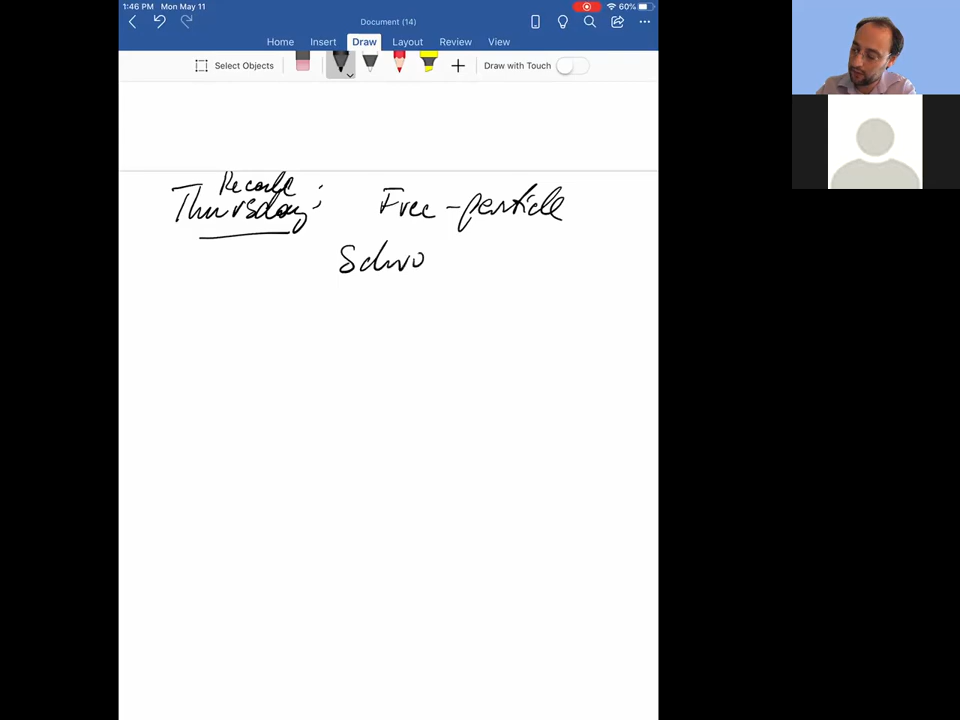 1:46 PM Mon May 11
60%
Document (14)
Home Insert Draw Layout Review View
Select Objects
Draw with Touch
Thursday: Free-particle
Schro